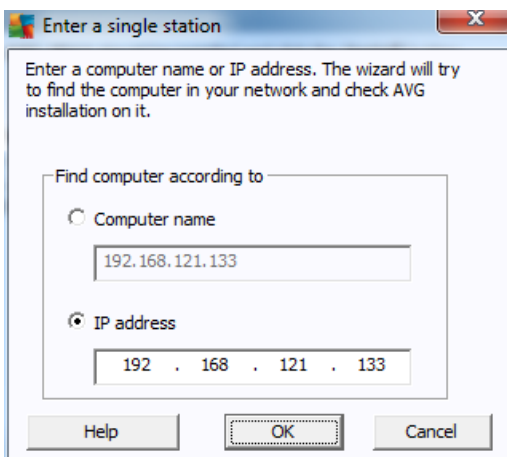 Enter a single station
Enter a computer name or IP address. The wizard will try
to find the computer in your network and check AVG
installation on it.
Find computer according to
Computer name
192.168.121.133
IP address
192 . 168 . 121 . 133
Help OK Cancel